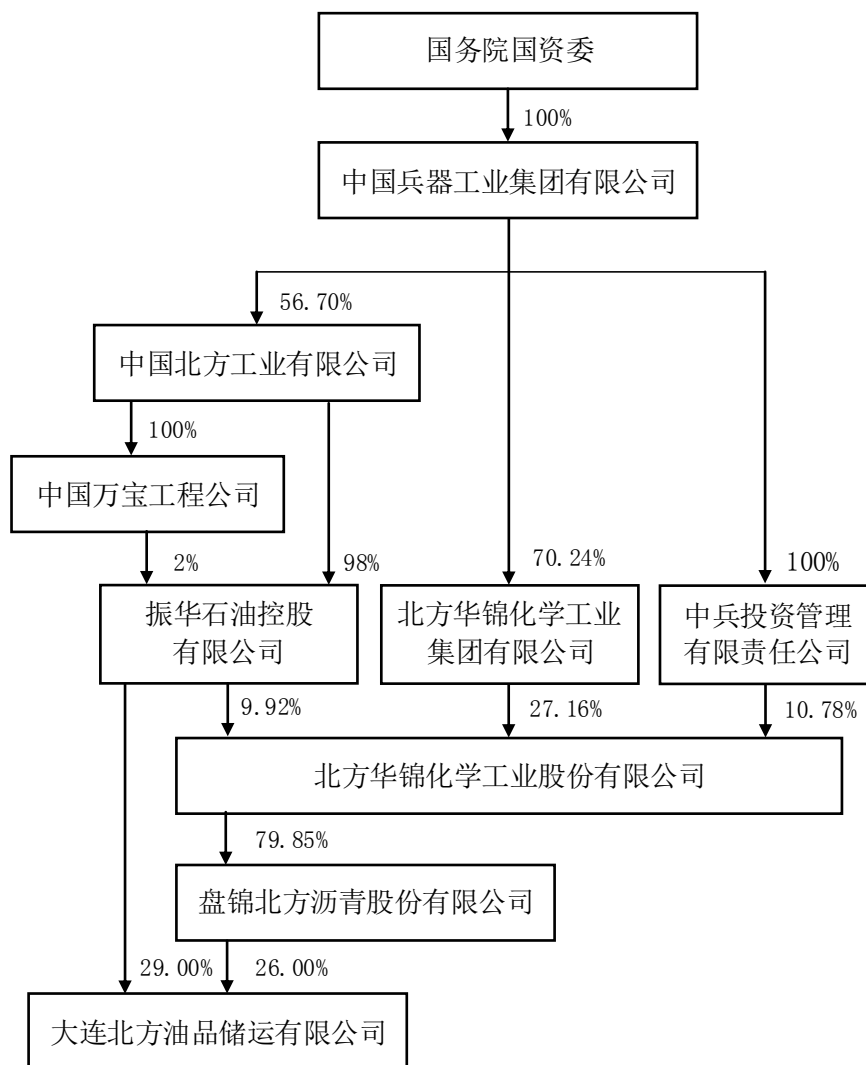 国务院国资委
100%
中国兵器工业集团有限公司
56.70%
中国北方工业有限公司
100%
中国万宝工程公司
2%
98%
70.24%
100%
振华石油控股
有限公司
北方华锦化学工业
集团有限公司
中兵投资管理
有限责任公司
9.92%
27.16%
10.78%
北方华锦化学工业股份有限公司
79.85%
盘锦北方沥青股份有限公司
29.00%
26.00%
大连北方油品储运有限公司